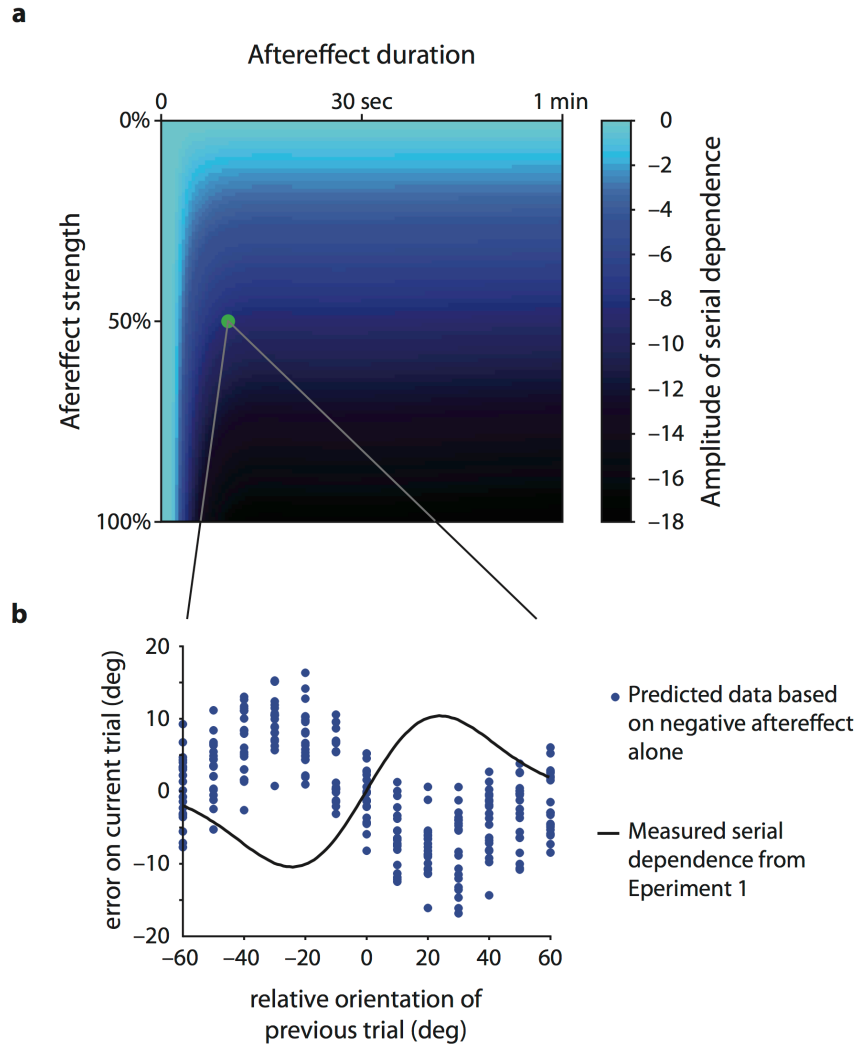 a
Aftereffect duration
0 30 sec 1 min
0%
50%
100%
Afereffect strength
0
−2
−4
−6
−8
−10
−12
−14
−16
−18
Amplitude of serial dependence
b
20
10
0
−10
−20
error on current trial (deg)
−60 −40 −20 0 20 40 60
relative orientation of
previous trial (deg)
Predicted data based
on negative aftereffect
alone
Measured serial
dependence from
Eperiment 1